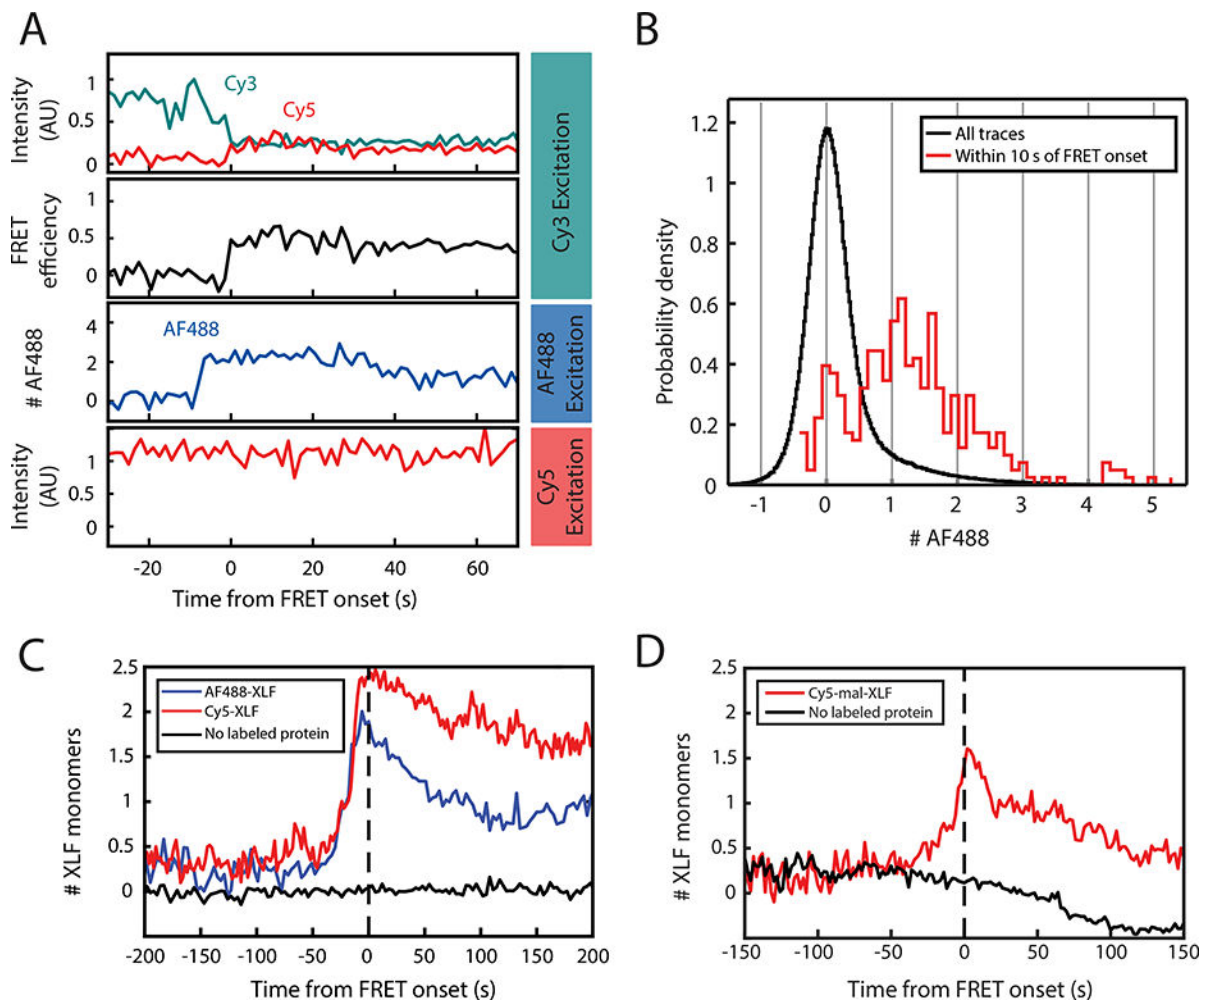 A
Intensity
(AU)
1
0.5
0
Cy3
Cy5
FRET
efficiency
1
0.5
0
Cy3 Excitation
# AF488
4
2
0
AF488
AF488
Excitation
Intensity
(AU)
1
0.5
0
Cy5
Excitation
-20
0
20
40
60
Time from FRET onset (s)
B
Probability density
1.2
1
0.8
0.6
0.4
0.2
0
All traces
Within 10 s of FRET onset
-1
0
1
2
3
4
5
# AF488
C
# XLF monomers
2.5
2
1.5
1
0.5
0
AF488-XLF
Cy5-XLF
No labeled protein
-200
-150
-100
-50
0
50
100
150
200
Time from FRET onset (s)
D
# XLF monomers
2.5
2
1.5
1
0.5
0
Cy5-mal-XLF
No labeled protein
-150
-100
-50
0
50
100
150
Time from FRET onset (s)